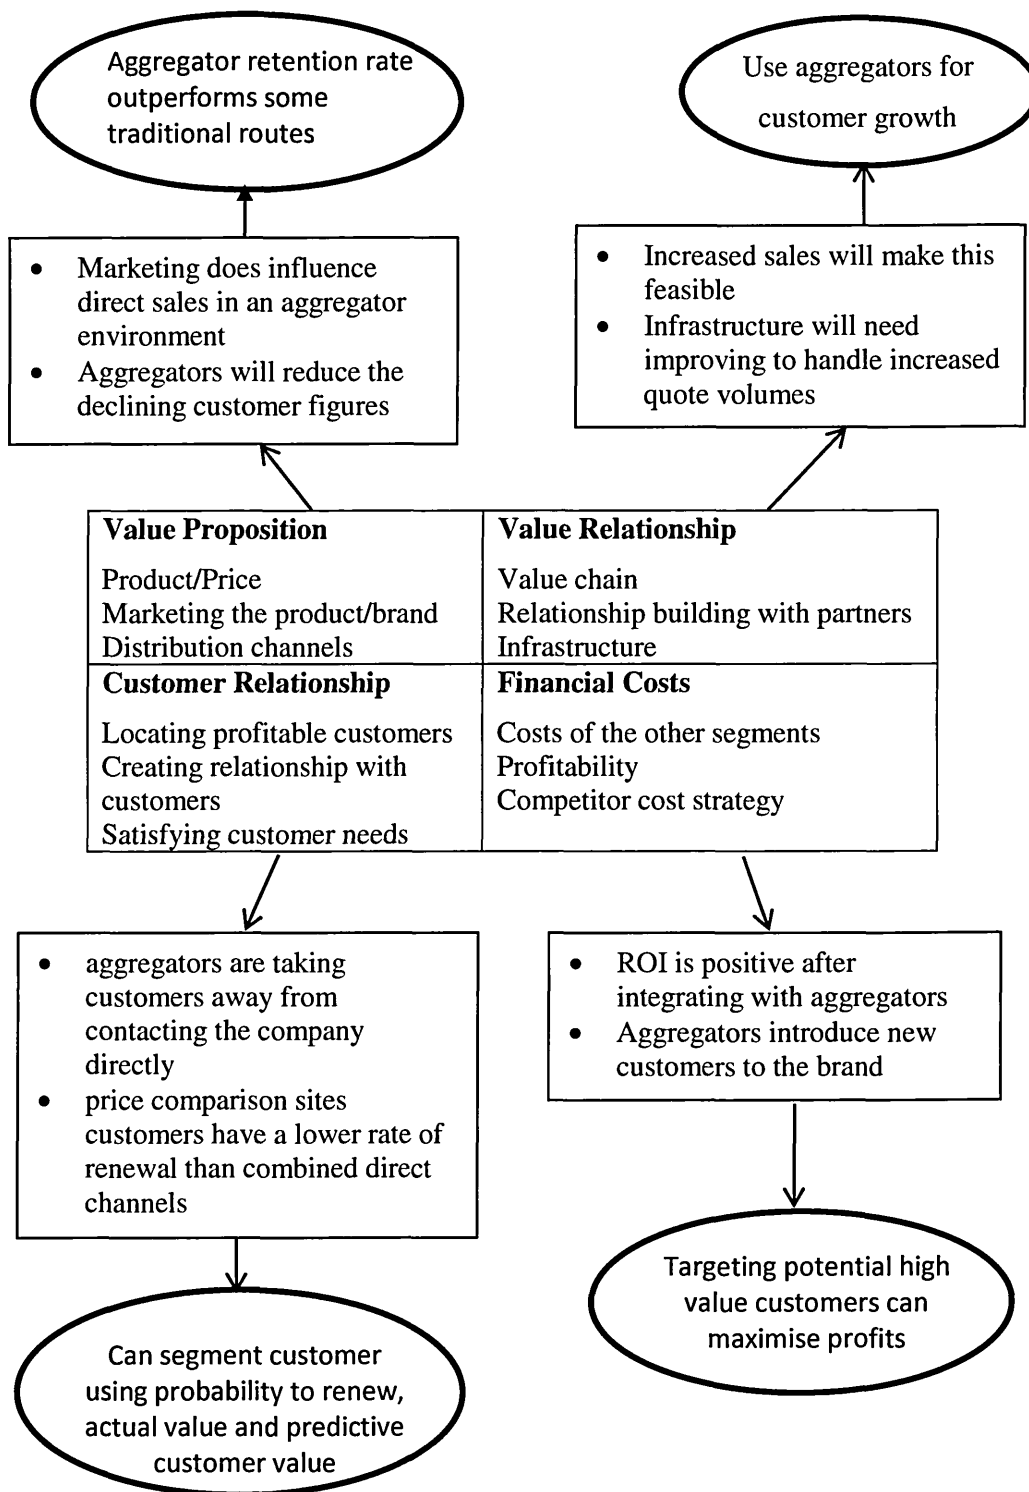 Aggregator retention rate
outperforms some
traditional routes
Use aggregators for
customer growth
• Marketing does influence
direct sales in an aggregator
environment
• Aggregators will reduce the
declining customer figures
• Increased sales will make this
feasible
• Infrastructure will need
improving to handle increased
quote volumes
Value Proposition
Product/Price
Marketing the product/brand
Distribution channels
Value Relationship
Value chain
Relationship building with partners
Infrastructure
Customer Relationship
Locating profitable customers
Creating relationship with
customers
Satisfying customer needs
Financial Costs
Costs of the other segments
Profitability
Competitor cost strategy
• aggregators are taking
customers away from
contacting the company
directly
• price comparison sites
customers have a lower rate of
renewal than combined direct
channels
• ROI is positive after
integrating with aggregators
• Aggregators introduce new
customers to the brand
Can segment customer
using probability to renew,
actual value and predictive
customer value
Targeting potential high
value customers can
maximise profits